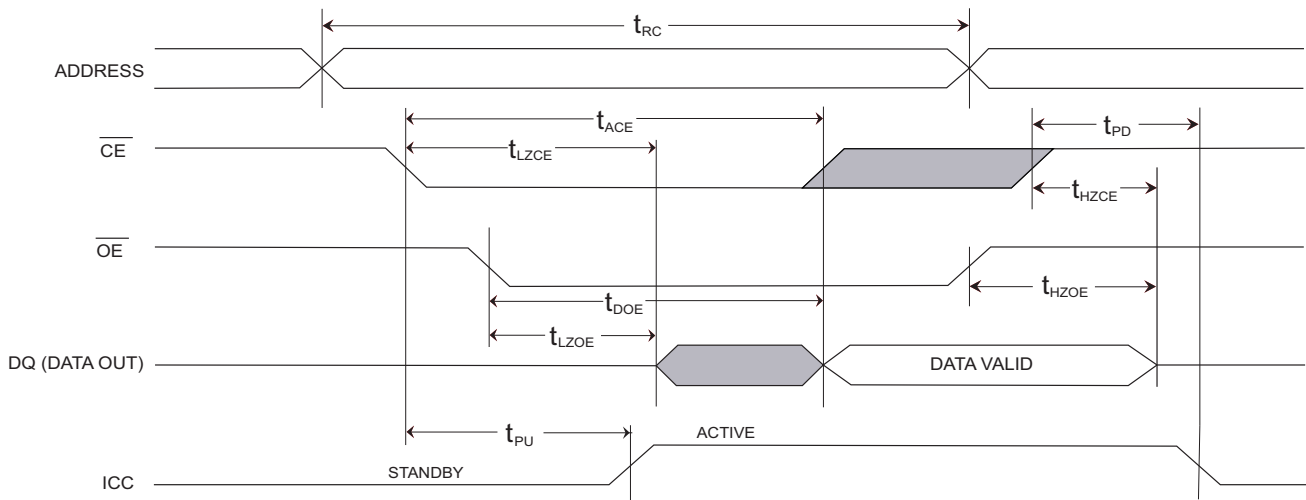 tRC
ADDRESS
tACE
tPD
CE
tLZCE
tHZCE
OE
tDOE
tHZOE
tLZOE
DQ (DATA OUT)
DATA VALID
tPU
ACTIVE
STANDBY
ICC